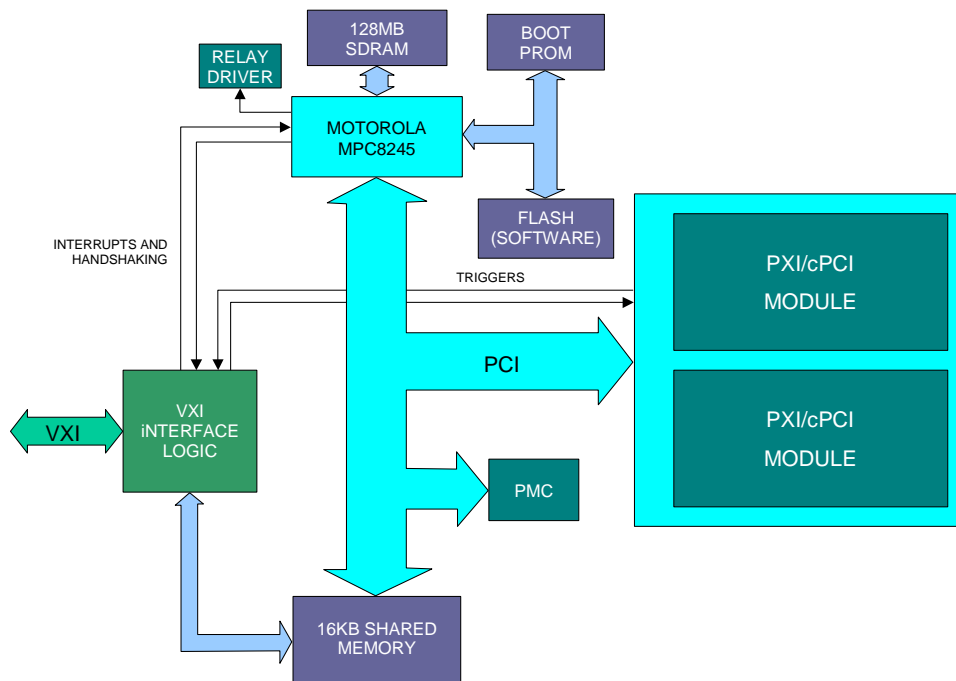 128MB
SDRAM
BOOT
PROM
RELAY
DRIVER
MOTOROLA
MPC8245
FLASH
(SOFTWARE)
INTERRUPTS AND
HANDSHAKING
TRIGGERS
PXI/cPCI
MODULE
PCI
VXI
VXI
iNTERFACE
LOGIC
PXI/cPCI
MODULE
PMC
16KB SHARED
MEMORY